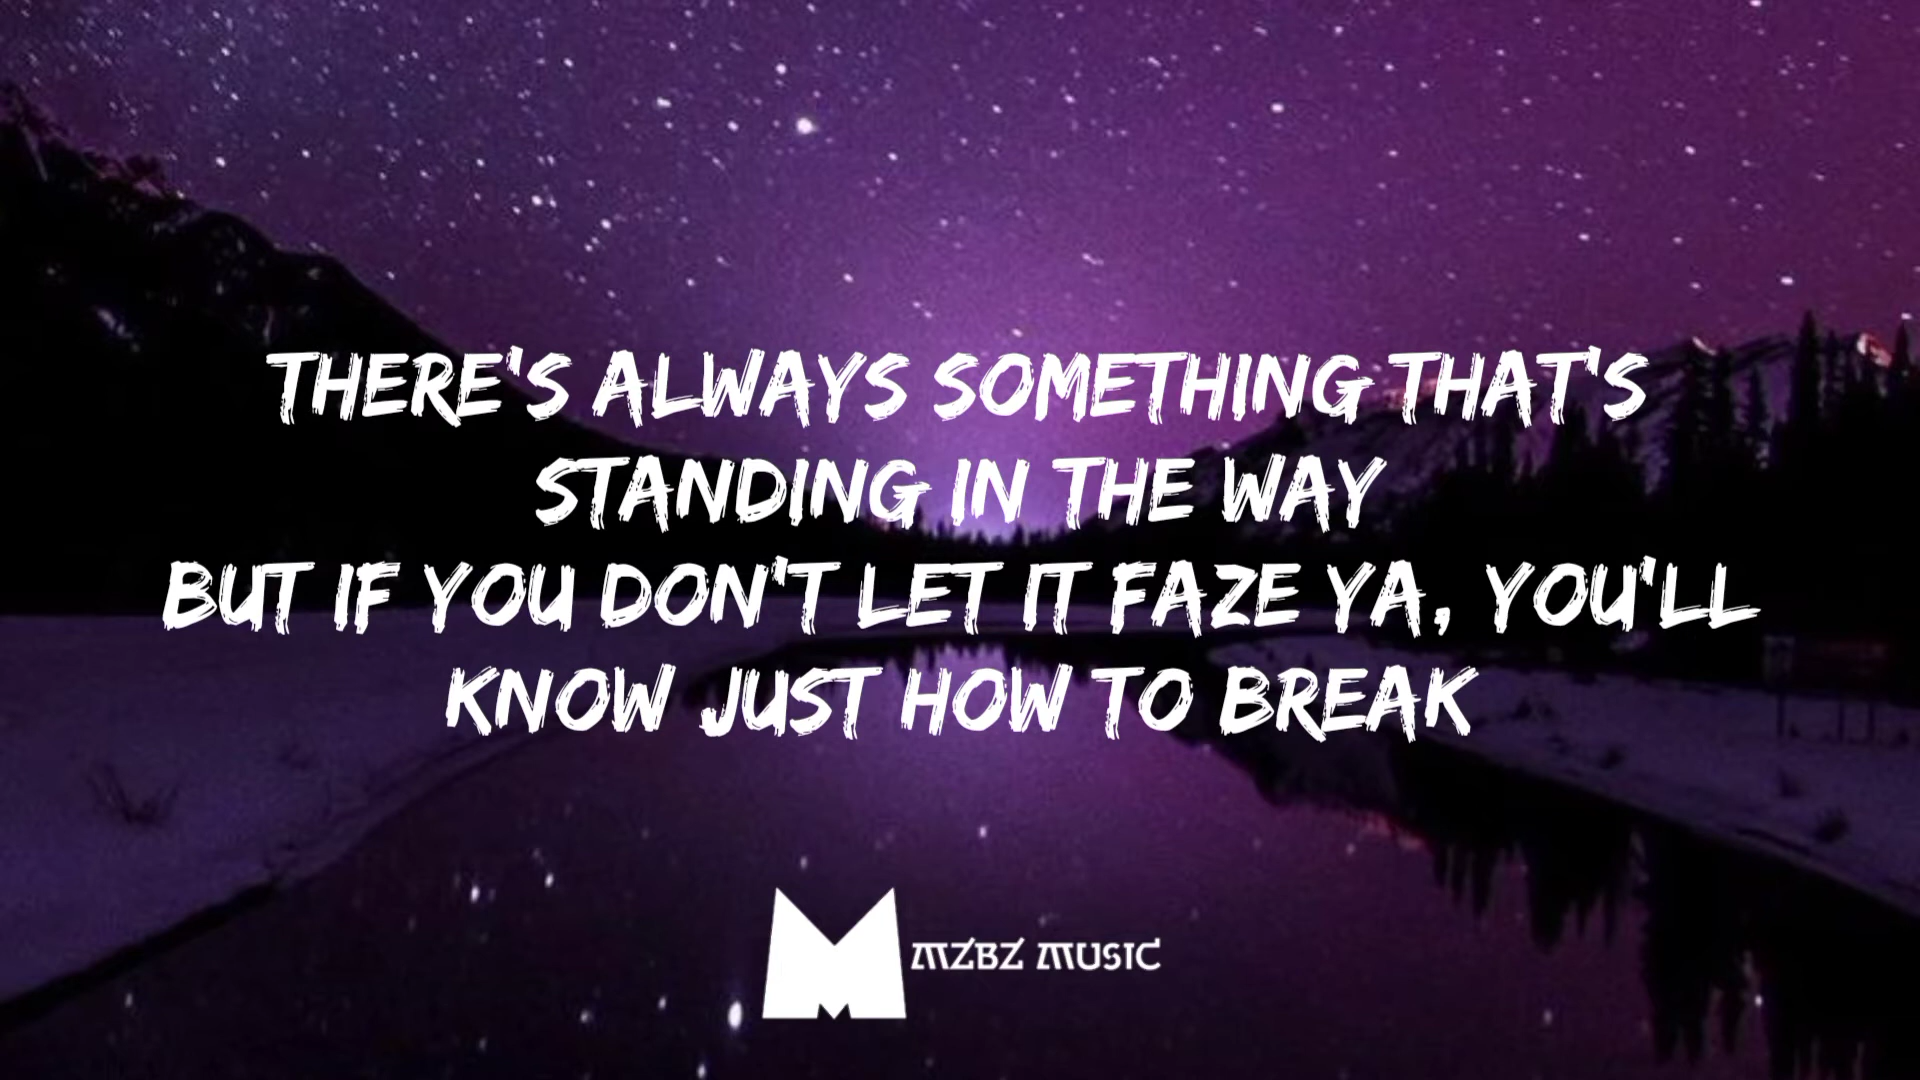 THERE'S ALWAYS SOMETHING THAT'S
STANDING IN THE WAY
BUT IF YOU DON'T LET IT FAZE YA, YOU'LL
KNOW JUST HOW TO BREAK
M MZBZ MUSIC